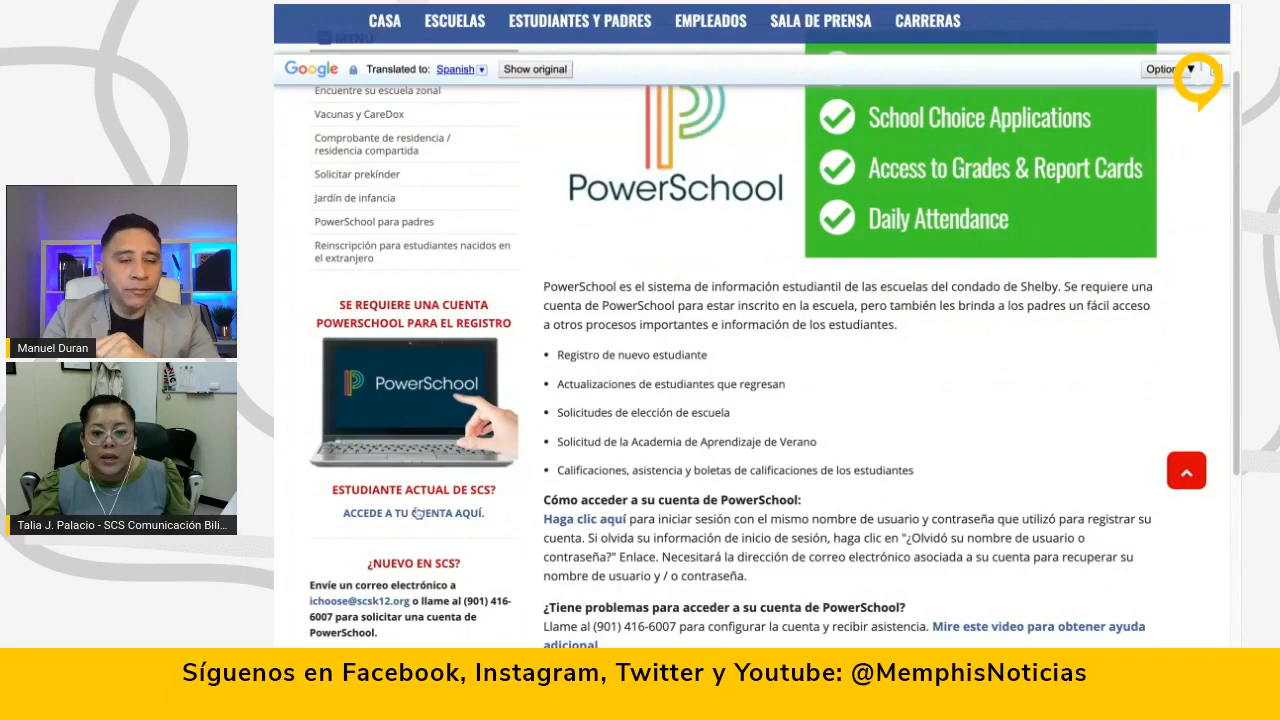 CASA ESCUELAS ESTUDIANTES Y PADRES EMPLEADOS SALA DE PRENSA CARRERAS
MENÚ
Google Translated to: Spanish Show original
Encuentre su escuela zonal
Vacunas y CareDox
Comprobante de residencia /
residencia compartida
Solicitar prekínder
Jardín de infancia
PowerSchool para padres
Reinscripción para estudiantes nacidos en
el extranjero
SE REQUIERE UNA CUENTA
POWERSCHOOL PARA EL REGISTRO
PowerSchool
ESTUDIANTE ACTUAL DE SCS?
ACCEDE A TU CUENTA AQUÍ.
¿NUEVO EN SCS?
Envíe un correo electrónico a
ichoose@scsk12.org o llame al (901) 416-
6007 para solicitar una cuenta de
PowerSchool.
PowerSchool
School Choice Applications
Access to Grades & Report Cards
Daily Attendance
PowerSchool es el sistema de información estudiantil de las escuelas del condado de Shelby. Se requiere una
cuenta de PowerSchool para estar inscrito en la escuela, pero también les brinda a los padres un fácil acceso
a otros procesos importantes e información de los estudiantes.
• Registro de nuevo estudiante
• Actualizaciones de estudiantes que regresan
• Solicitudes de elección de escuela
• Solicitud de la Academia de Aprendizaje de Verano
• Calificaciones, asistencia y boletas de calificaciones de los estudiantes
Cómo acceder a su cuenta de PowerSchool:
Haga clic aquí para iniciar sesión con el mismo nombre de usuario y contraseña que utilizó para registrar su
cuenta. Si olvida su información de inicio de sesión, haga clic en "¿Olvidó su nombre de usuario o
contraseña?" Enlace. Necesitará la dirección de correo electrónico asociada a su cuenta para recuperar su
nombre de usuario y / o contraseña.
¿Tiene problemas para acceder a su cuenta de PowerSchool?
Llame al (901) 416-6007 para configurar la cuenta y recibir asistencia. Mire este video para obtener ayuda
adicional
Manuel Duran
Talia J. Palacio - SCS Comunicación Bili...
Síguenos en Facebook, Instagram, Twitter y Youtube: @MemphisNoticias